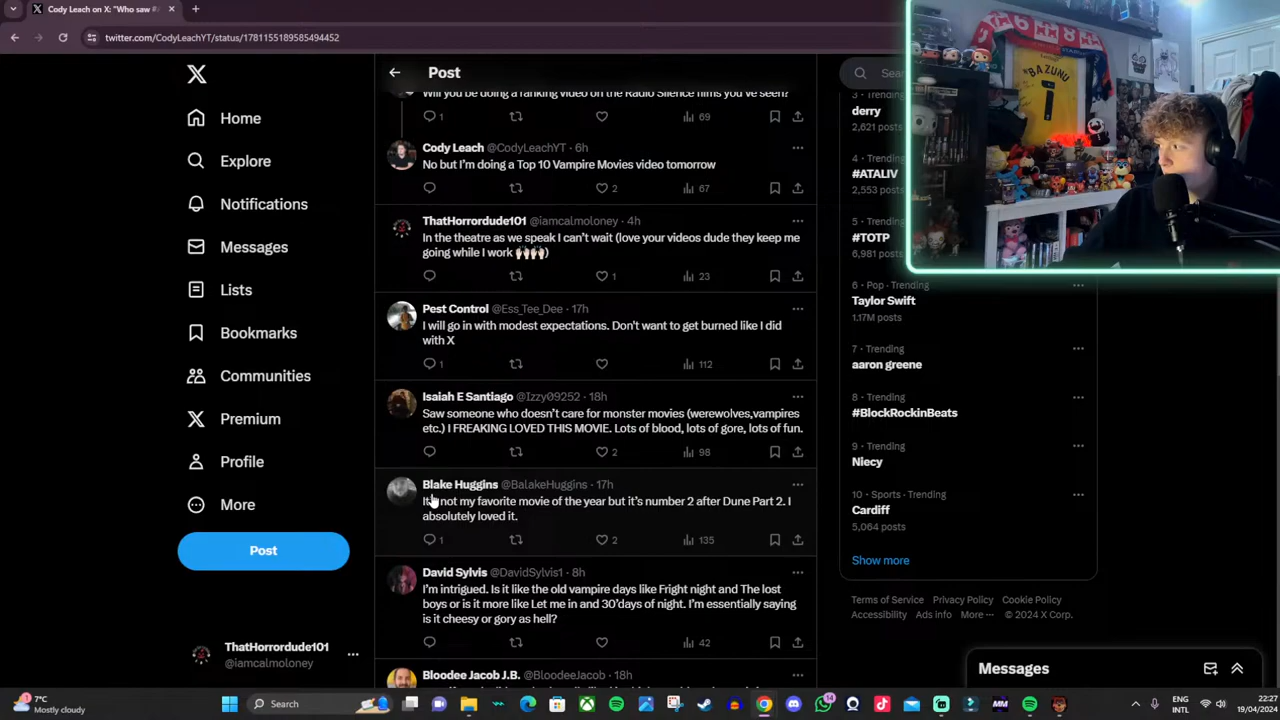 Cody Leach on X: "Who saw #A
twitter.com/CodyLeachYT/status/1781155189585494452
Home
Explore
Notifications
Messages
Lists
Bookmarks
Communities
Premium
Profile
More
Post
ThatHorrordude101
@iamcalmoloney
Post
Will you be doing a ranking video on the Radio Silence films you've seen?
1
69
Cody Leach @CodyLeachYT · 6h
No but I'm doing a Top 10 Vampire Movies video tomorrow
2
67
ThatHorrordude101 @iamcalmoloney · 4h
In the theatre as we speak I can't wait (love your videos dude they keep me
going while I work 🙌🏻🙌🏻)
1
23
Pest Control @Ess_Tee_Dee · 17h
I will go in with modest expectations. Don't want to get burned like I did
with X
1
112
Isaiah E Santiago @Izzy09252 · 18h
Saw someone who doesn't care for monster movies (werewolves,vampires
etc.) I FREAKING LOVED THIS MOVIE. Lots of blood, lots of gore, lots of fun.
2
98
Blake Huggins @BalakeHuggins · 17h
not my favorite movie of the year but it's number 2 after Dune Part 2. I
absolutely loved it.
1
2
135
David Sylvis @DavidSylvis1 · 8h
I'm intrigued. Is it like the old vampire days like Fright night and The lost
boys or is it more like Let me in and 30'days of night. I'm essentially saying
is it cheesy or gory as hell?
42
Bloodee Jacob J.B. @BloodeeJacob · 18h
Sea
3 · Trending
derry
2,621 posts
4 · Trending
#ATALIV
2,553 posts
5 · Trending
#TOTP
6,981 posts
6 · Pop · Trending
Taylor Swift
1.17M posts
7 · Trending
aaron greene
8 · Trending
#BlockRockinBeats
9 · Trending
Niecy
10 · Sports · Trending
Cardiff
5,064 posts
Show more
Terms of Service Privacy Policy Cookie Policy
Accessibility Ads info More ··· © 2024 X Corp.
Messages
BAZUNU
1
1
7°C
Mostly cloudy
Search
14
ENG
INTL
22:27
19/04/2024